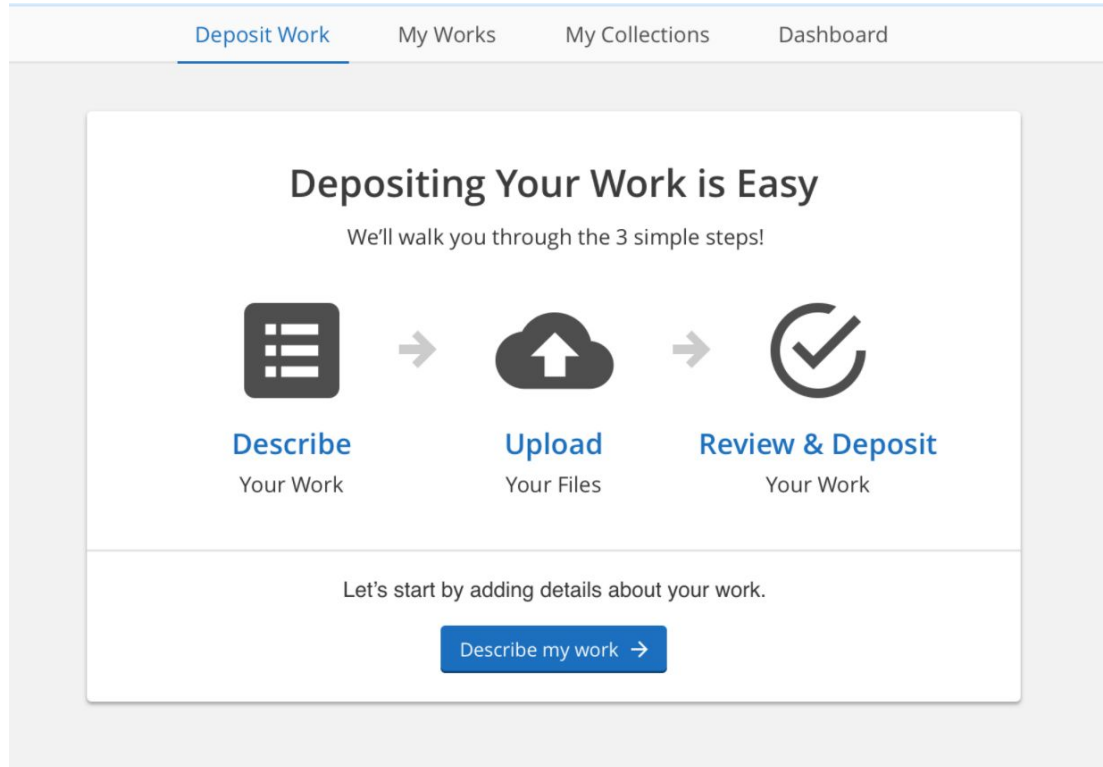 Deposit Work My Works My Collections Dashboard
Depositing Your Work is Easy
We'll walk you through the 3 simple steps!
Describe Upload Review & Deposit
Your Work Your Files Your Work
Let's start by adding details about your work.
Describe my work →